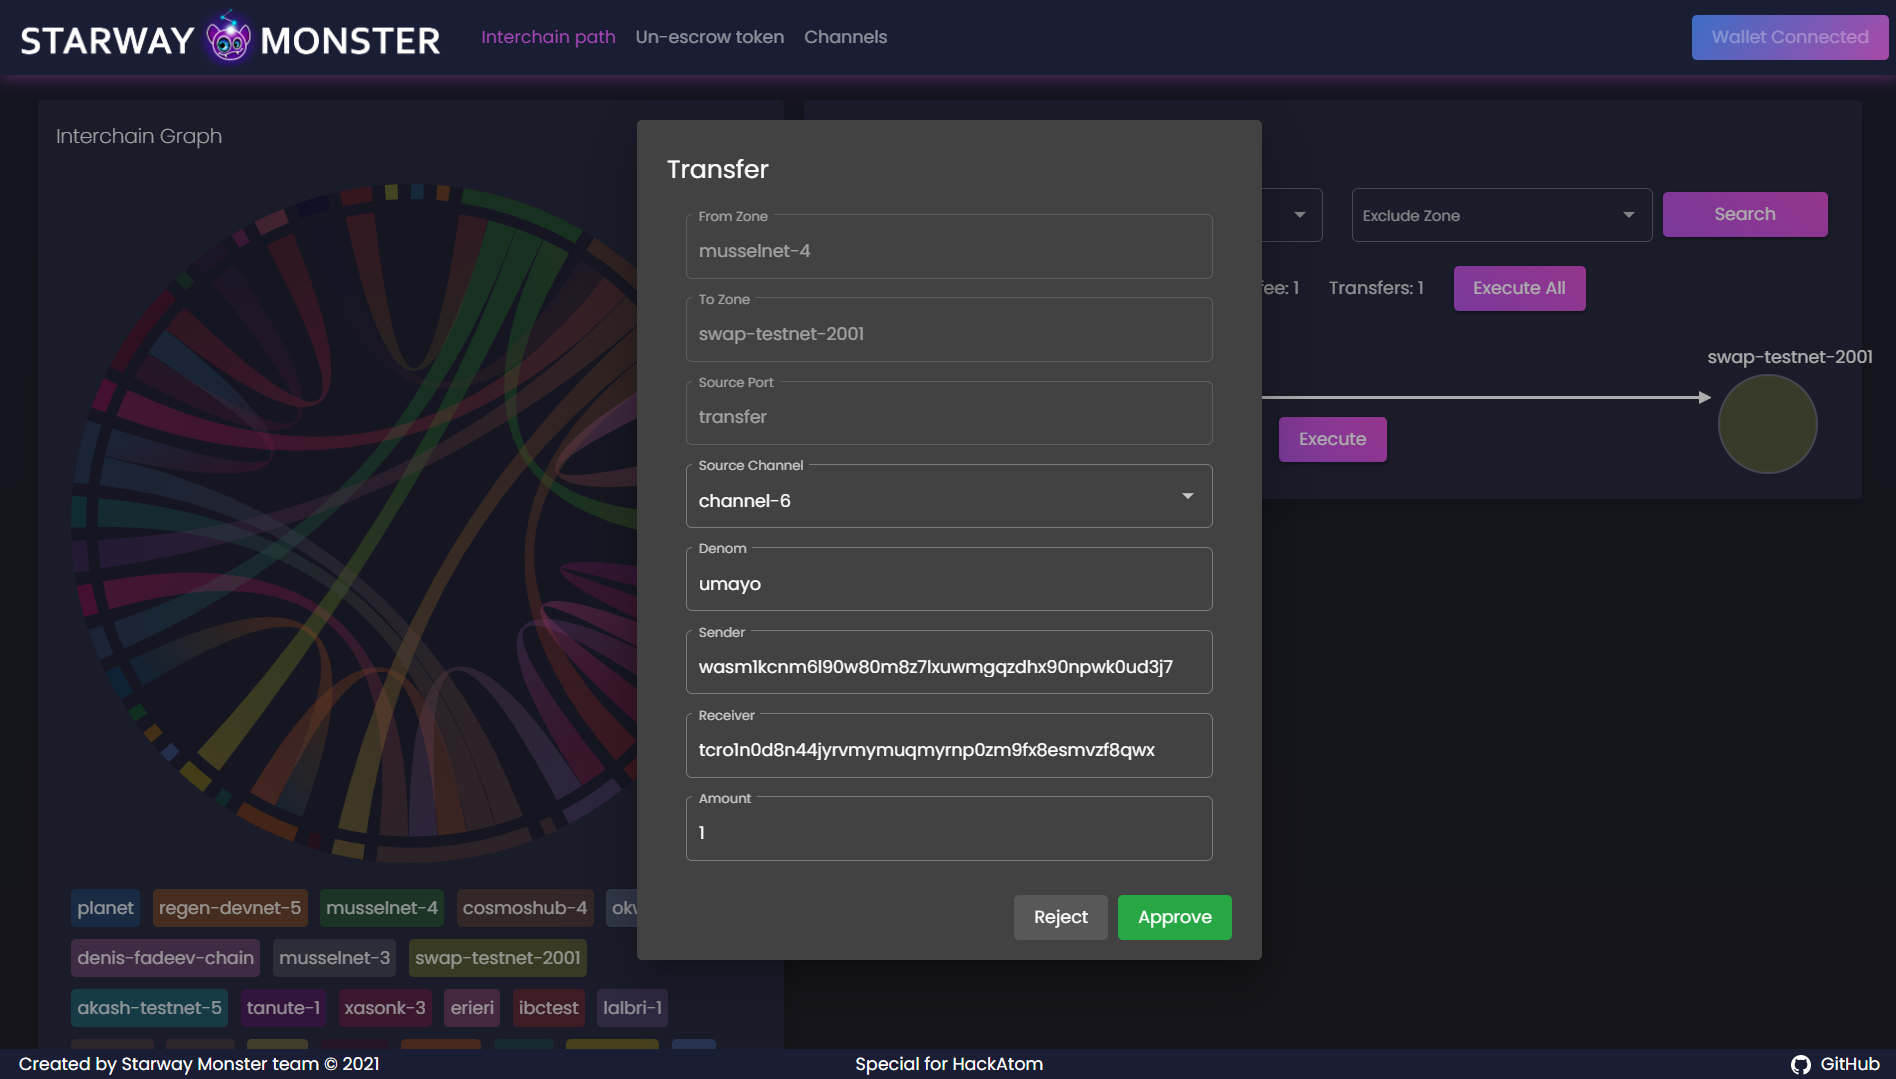 STARWAY MONSTER
Interchain path
Un-escrow token
Channels
Wallet Connected
Interchain Graph
Transfer
From Zone
musselnet-4
To Zone
swap-testnet-2001
Source Port
transfer
Source Channel
channel-6
Denom
umayo
Sender
wasm1kcnm6l90w80m8z7lxuwmgqzdhx90npwk0ud3j7
Receiver
tcro1n0d8n44jyrvmymuqmyrnp0zm9fx8esmvzf8qwx
Amount
1
Reject
Approve
Exclude Zone
Search
fee: 1
Transfers: 1
Execute All
swap-testnet-2001
Execute
planet
regen-devnet-5
musselnet-4
cosmoshub-4
denis-fadeev-chain
musselnet-3
swap-testnet-2001
akash-testnet-5
tanute-1
xasonk-3
erieri
ibctest
lalbri-1
Created by Starway Monster team © 2021
Special for HackAtom
GitHub